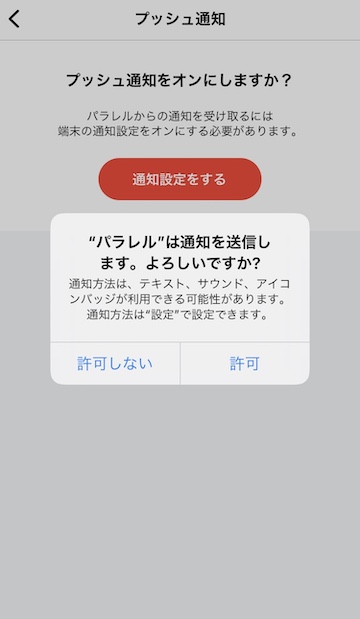 プッシュ通知
プッシュ通知をオンにしますか？
パラレルからの通知を受け取るには
端末の通知設定をオンにする必要があります。
通知設定をする
“パラレル”は通知を送信し
ます。よろしいですか?
通知方法は、テキスト、サウンド、アイコ
ンバッジが利用できる可能性があります。
通知方法は“設定”で設定できます。
許可しない
許可